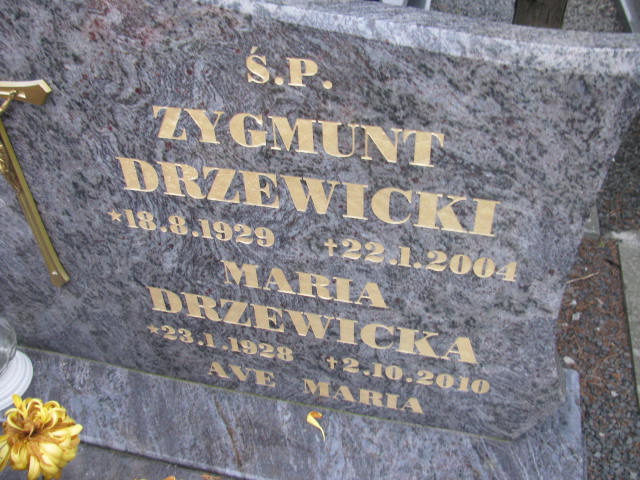 Ś.P.
ZYGMUNT
DRZEWICKI
*18.8.1929 +22.1.2004
MARIA
DRZEWICKA
*23.1.1928 +2.10.2010
AVE MARIA